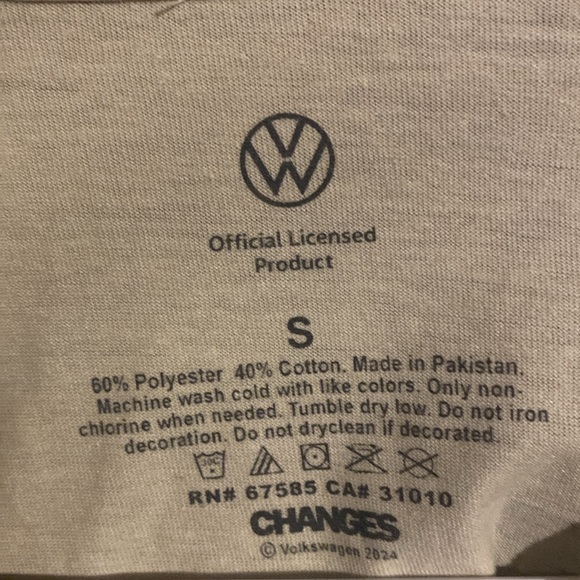 Official Licensed
Product
S
60% Polyester 40% Cotton. Made in Pakistan.
Machine wash cold with like colors. Only non-
chlorine when needed. Tumble dry low. Do not iron
decoration. Do not dryclean if decorated.
30C
RN# 67585 CA# 31010
CHANGES
© Volkswagen 2024